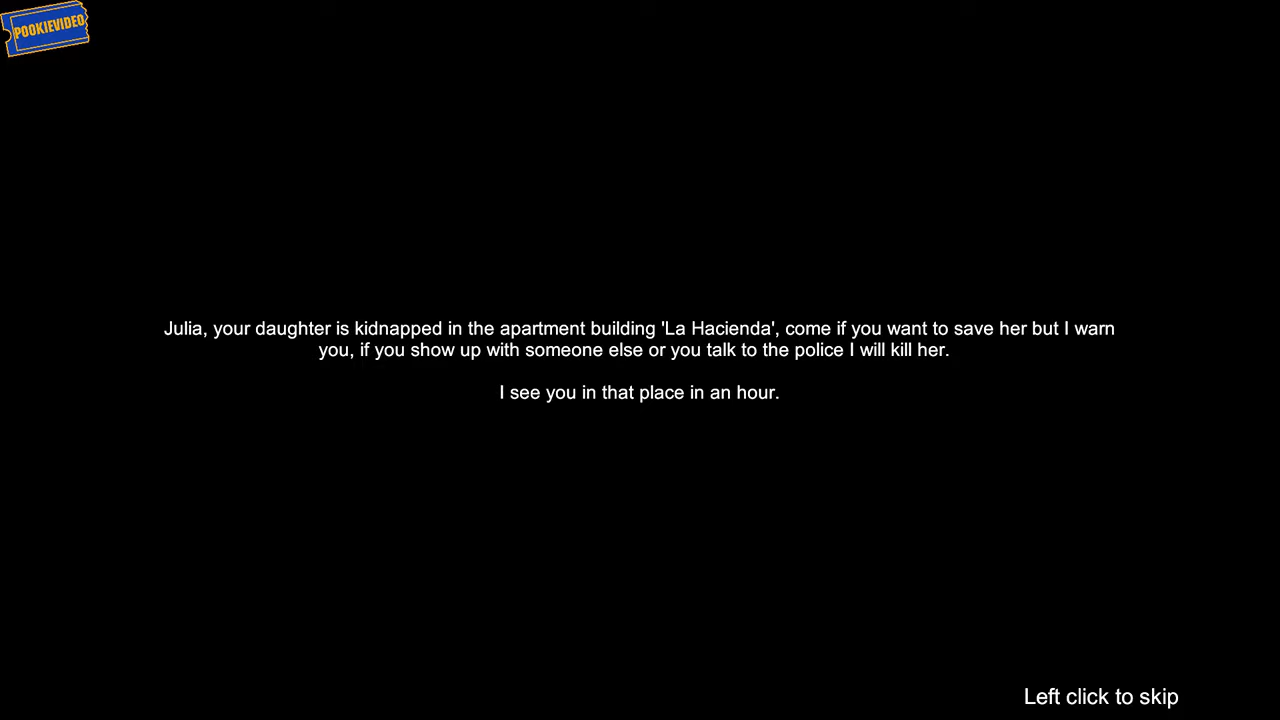 POOKIEVIDEO
Julia, your daughter is kidnapped in the apartment building 'La Hacienda', come if you want to save her but I warn
you, if you show up with someone else or you talk to the police I will kill her.
I see you in that place in an hour.
Left click to skip